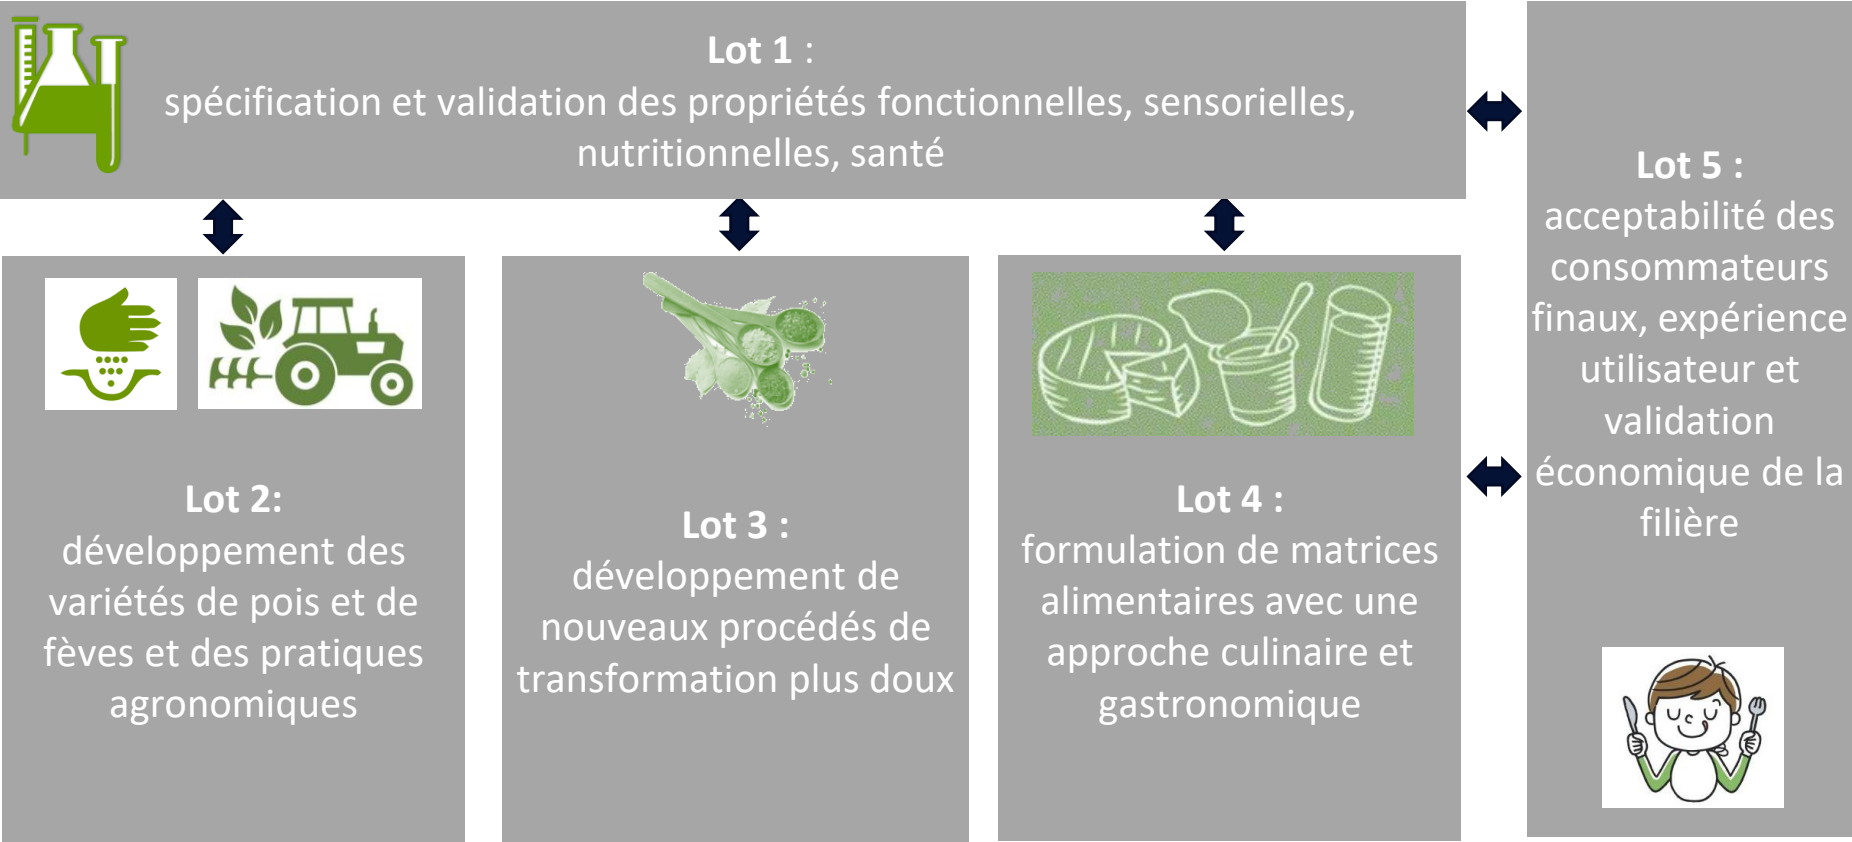 Lot 1 :
spécification et validation des propriétés fonctionnelles, sensorielles,
nutritionnelles, santé
Lot 2:
développement des
variétés de pois et de
fèves et des pratiques
agronomiques
Lot 3 :
développement de
nouveaux procédés de
transformation plus doux
Lot 4 :
formulation de matrices
alimentaires avec une
approche culinaire et
gastronomique
Lot 5 :
acceptabilité des
consommateurs
finaux, expérience
utilisateur et
validation
économique de la
filière